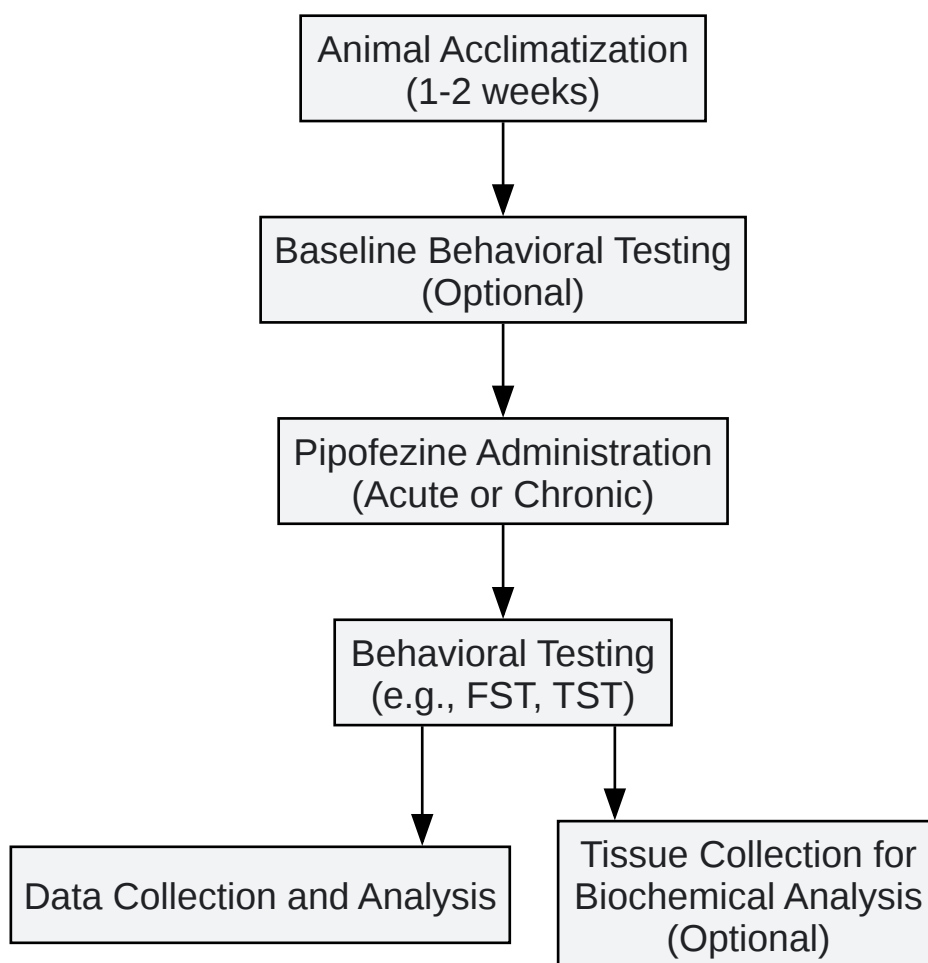 Animal Acclimatization
(1-2 weeks)
Baseline Behavioral Testing
(Optional)
Pipofezine Administration
(Acute or Chronic)
Behavioral Testing
(e.g., FST, TST)
Data Collection and Analysis
Tissue Collection for
Biochemical Analysis
(Optional)